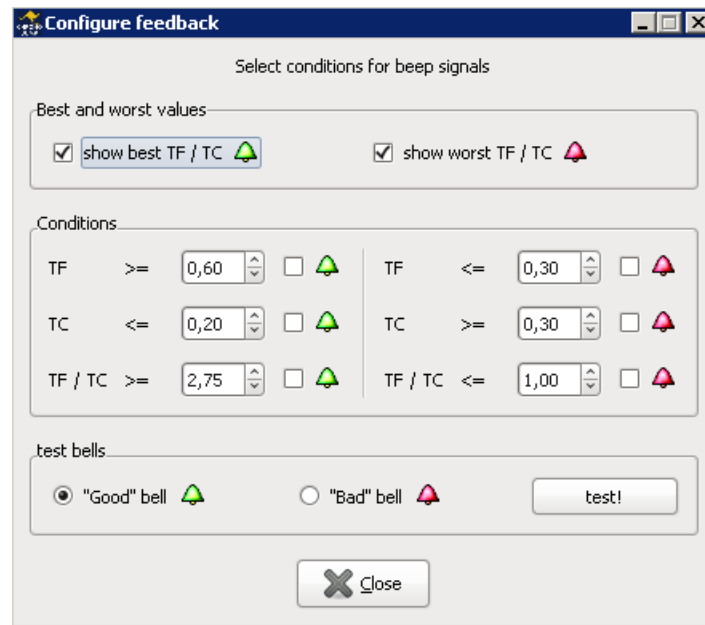 Configure feedback
Select conditions for beep signals
Best and worst values
show best TF / TC
show worst TF / TC
Conditions
TF >= 0,60 TF <= 0,30
TC <= 0,20 TC >= 0,30
TF / TC >= 2,75 TF / TC <= 1,00
test bells
"Good" bell "Bad" bell test!
Close